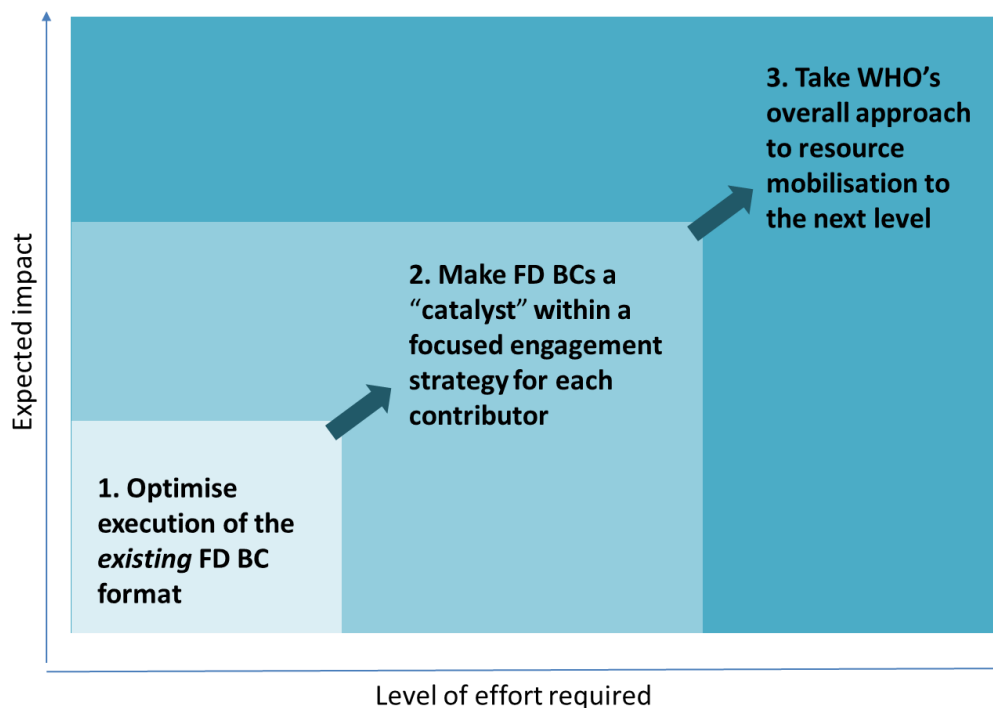 Expected impact
3. Take WHO’s
overall approach
to resource
mobilisation to
the next level
2. Make FD BCs a
“catalyst” within a
focused engagement
strategy for each
contributor
1. Optimise
execution of the
existing FD BC
format
Level of effort required